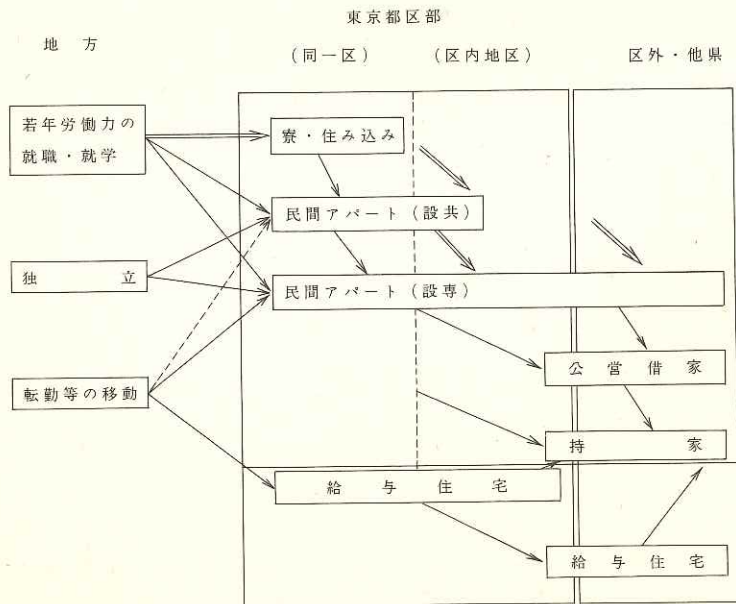 東京都区部
地方
（同一区）
（区内地区）
区外・他県
若年労働力の
就職・就学
寮・住み込み
民間アパート（設共）
独立
民間アパート（設専）
公営借家
転勤等の移動
持家
給与住宅
給与住宅